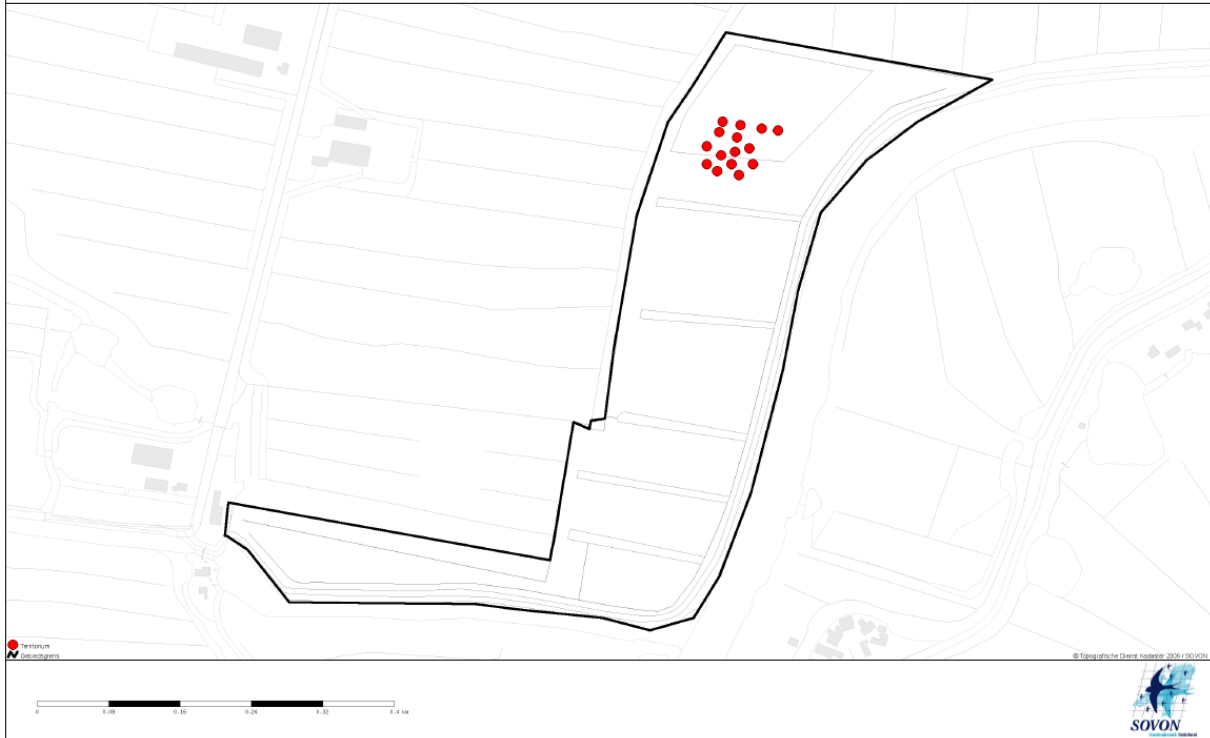 Territorium
Gebiedsgrens
© Topografische Dienst Kadaster 2006 / SOVON
0 0.08 0.16 0.24 0.32 0.4 km
SOVON